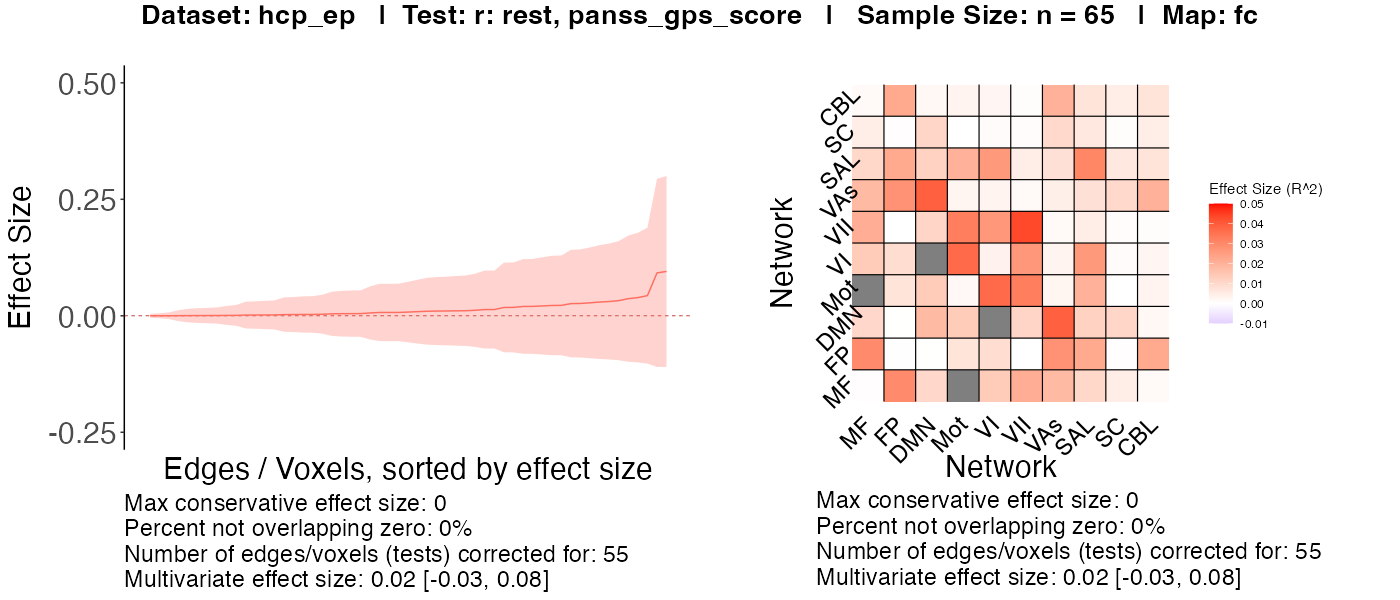 Dataset: hcp_ep | Test: r: rest, panss_gps_score | Sample Size: n = 65 | Map: fc
0.50
0.25
0.00
-0.25
Effect Size
Edges / Voxels, sorted by effect size
Max conservative effect size: 0
Percent not overlapping zero: 0%
Number of edges/voxels (tests) corrected for: 55
Multivariate effect size: 0.02 [-0.03, 0.08]
Network
CBL
SC
SAL
VAs
VII
VI
Mot
DMN
FP
MF
MF
FP
DMN
Mot
VI
VII
VAs
SAL
SC
CBL
Network
Effect Size (R^2)
0.05
0.04
0.03
0.02
0.01
0.00
-0.01
Max conservative effect size: 0
Percent not overlapping zero: 0%
Number of edges/voxels (tests) corrected for: 55
Multivariate effect size: 0.02 [-0.03, 0.08]